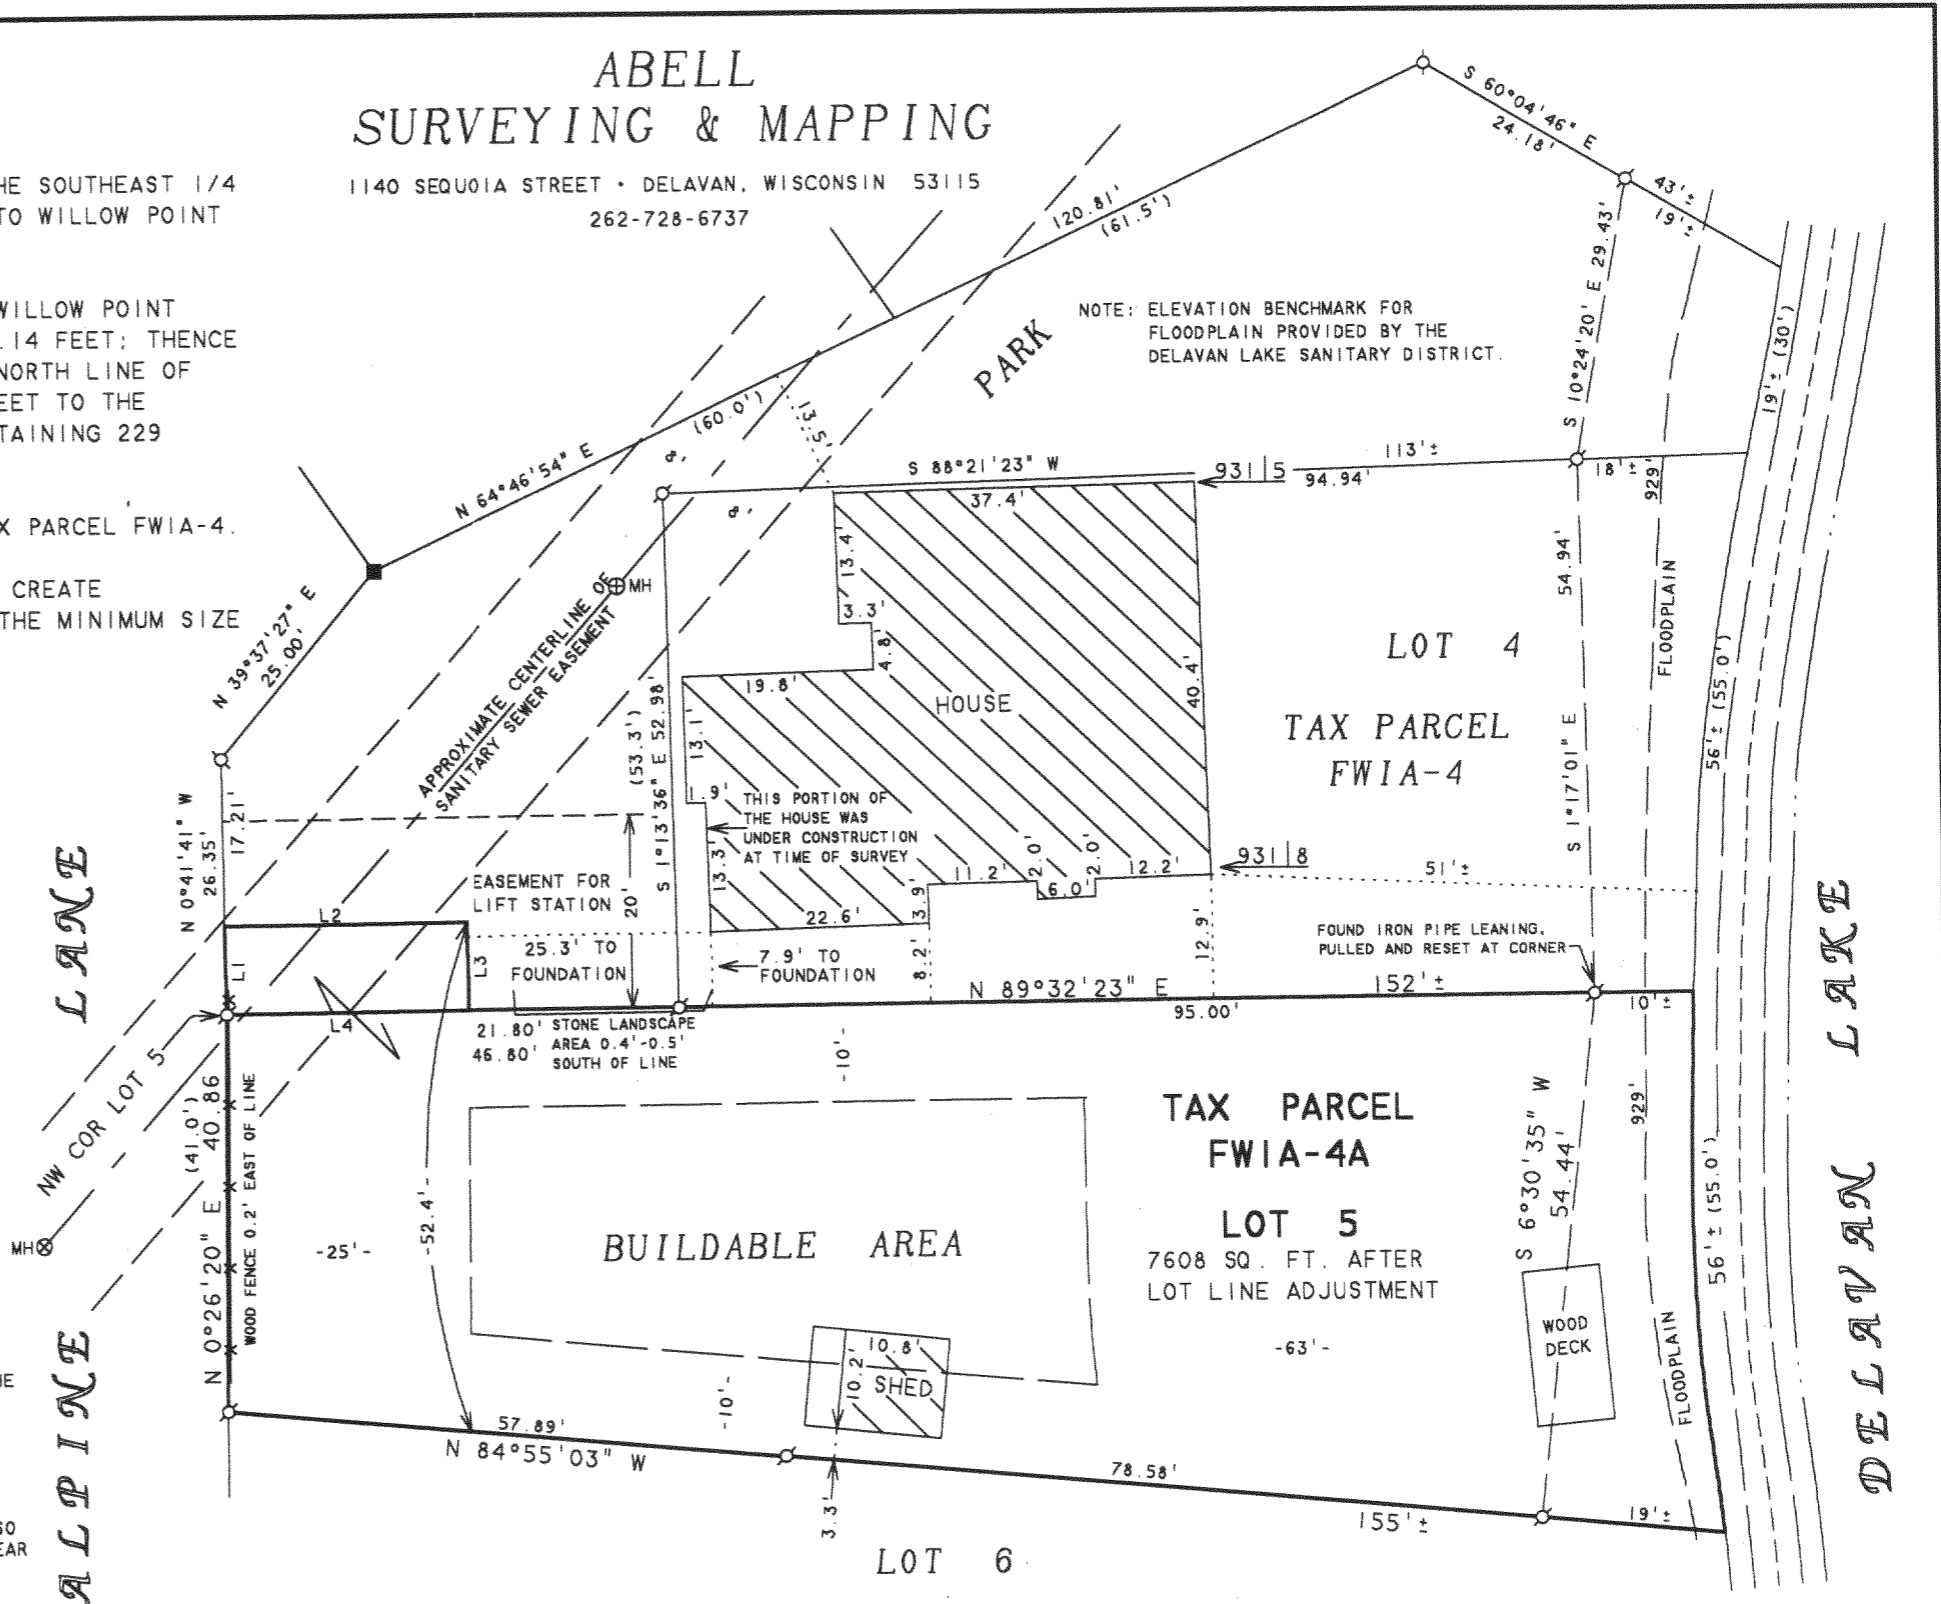 ABELL
SURVEYING & MAPPING
1140 SEQUOIA STREET • DELAVAN, WISCONSIN 53115
262-728-6737
HE SOUTHEAST 1/4
TO WILLOW POINT
WILLOW POINT
.14 FEET; THENCE
NORTH LINE OF
EET TO THE
TAINING 229
X PARCEL FWIA-4.
CREATE
THE MINIMUM SIZE
S 60°04'46" E
24.18'
43'±
19'±
120.81'
(61.5')
S 10°24'20' E 29.43'
19'± (30')
NOTE: ELEVATION BENCHMARK FOR
FLOODPLAIN PROVIDED BY THE
DELAVAN LAKE SANITARY DISTRICT.
PARK
(60.0')
13.5'
8'
8'
N 64°46'54" E
S 88°21'23" W
931|5
113'±
94.94'
18'±
929'
37.4'
13.4'
3.3'
4.8'
19.8'
HOUSE
40.4'
54.94'
FLOODPLAIN
LOT 4
TAX PARCEL
FWIA-4
S 1°17'01" E
56'± (55.0')
N 39°37'27" E
25.00'
MH
APPROXIMATE CENTERLINE OF
SANITARY SEWER EASEMENT
(53.3')
S 1°13'36" E 52.98'
13.1'
1.9'
THIS PORTION OF
THE HOUSE WAS
UNDER CONSTRUCTION
AT TIME OF SURVEY
13.3'
N 0°41'41" W
26.35'
17.21'
EASEMENT FOR
LIFT STATION
20'
22.6'
3.9'
11.2'
2.0'
6.0'
2.0'
12.2'
931|8
51'±
L2
L1
L3
L4
25.3' TO
FOUNDATION
7.9' TO
FOUNDATION
8.2'
12.9'
FOUND IRON PIPE LEANING.
PULLED AND RESET AT CORNER
N 89°32'23" E
152'±
95.00'
10'±
21.80'
46.80'
STONE LANDSCAPE
AREA 0.4'-0.5'
SOUTH OF LINE
NW COR LOT 5
MH
(41.0')
N 0°26'20" E 40.86
WOOD FENCE 0.2' EAST OF LINE
-25'-
-52.4'-
-10'-
BUILDABLE AREA
TAX PARCEL
FWIA-4A
LOT 5
7608 SQ. FT. AFTER
LOT LINE ADJUSTMENT
-63'-
S 6°30'35" W
54.44'
929'
56'± (55.0')
FLOODPLAIN
WOOD
DECK
10.8'
10.2'
SHED
-10'-
57.89'
N 84°55'03" W
78.58'
155'±
19'±
3.3'
LOT 6
ALPINE LANE
DELAVAN LAKE
EAR